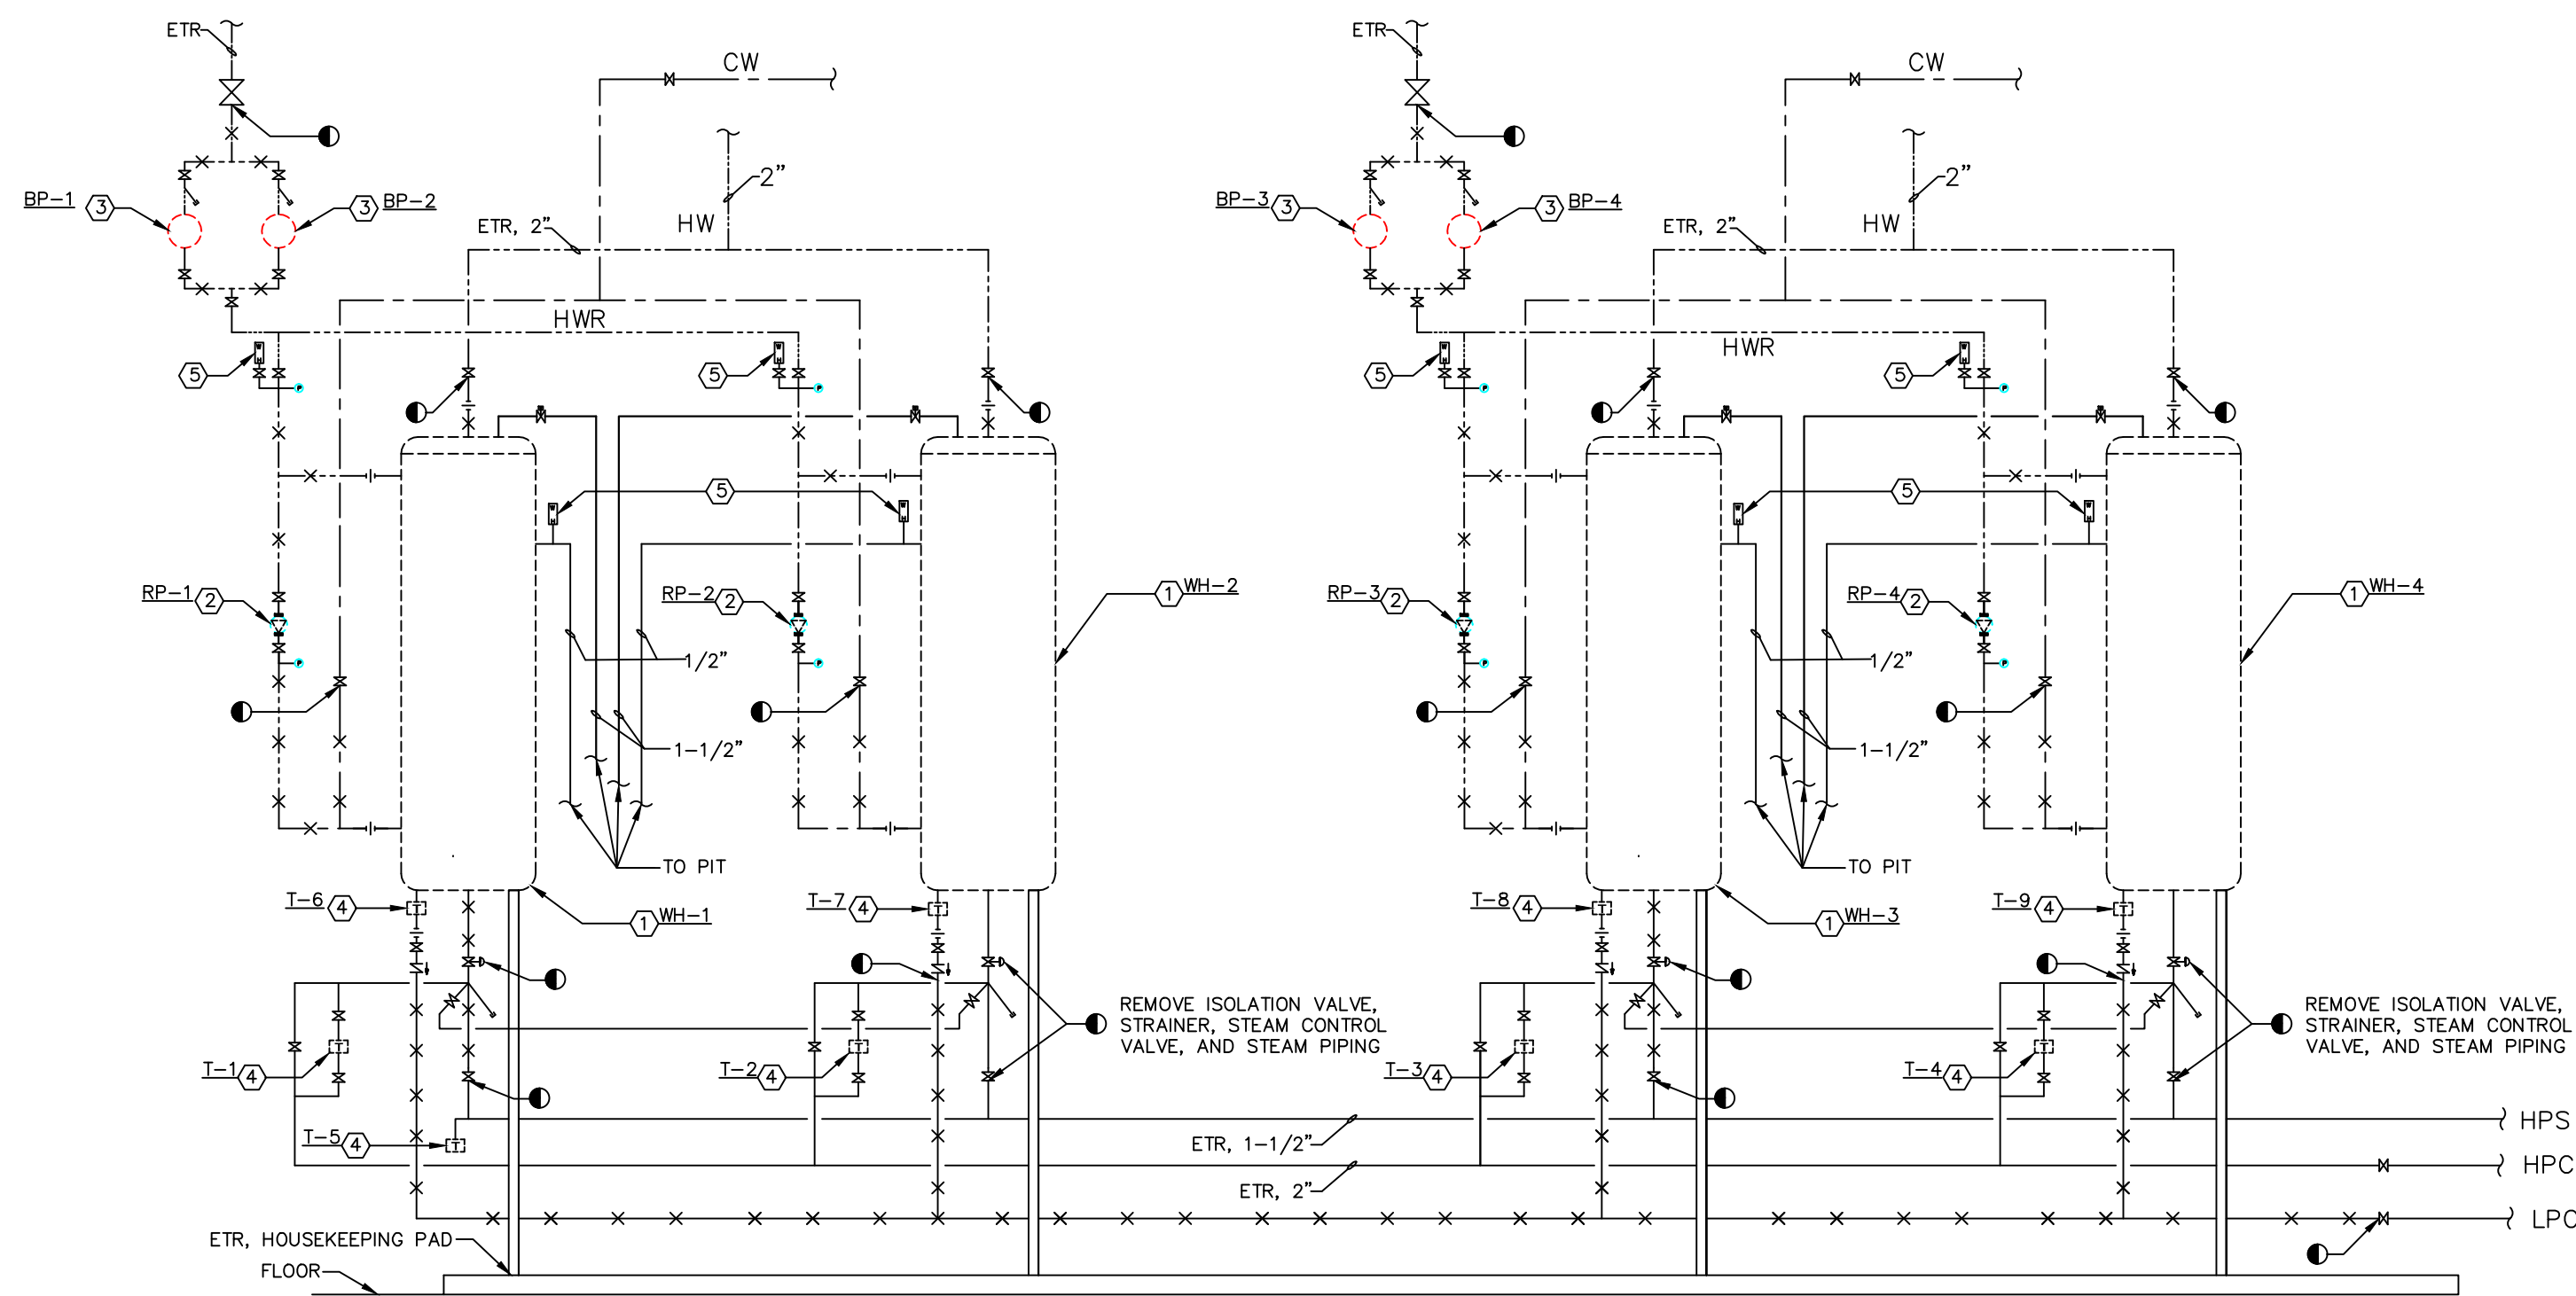 ETR
CW
2"
HW
ETR, 2"
BP-1 3
3 BP-2
HWR
5
5
5
RP-1 2
RP-2 2
1 WH-2
1/2"
1-1/2"
TO PIT
T-6 4
T-7 4
1 WH-1
T-1 4
T-2 4
T-5 4
REMOVE ISOLATION VALVE,
STRAINER, STEAM CONTROL
VALVE, AND STEAM PIPING
ETR
CW
2"
HW
ETR, 2"
BP-3 3
3 BP-4
HWR
5
5
5
RP-3 2
RP-4 2
1 WH-4
1/2"
1-1/2"
TO PIT
T-8 4
T-9 4
1 WH-3
T-3 4
T-4 4
REMOVE ISOLATION VALVE,
STRAINER, STEAM CONTROL
VALVE, AND STEAM PIPING
ETR, 1-1/2"
ETR, 2"
HPS
HPC
LPC
ETR, HOUSEKEEPING PAD
FLOOR